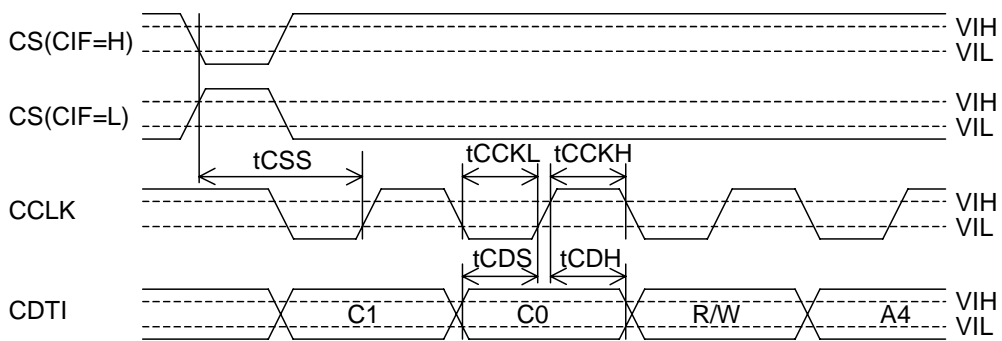 CS(CIF=H)
VIH
VIL
CS(CIF=L)
VIH
VIL
tCSS
tCCKL
tCCKH
CCLK
VIH
VIL
tCDS
tCDH
CDTI
C1
C0
R/W
A4
VIH
VIL